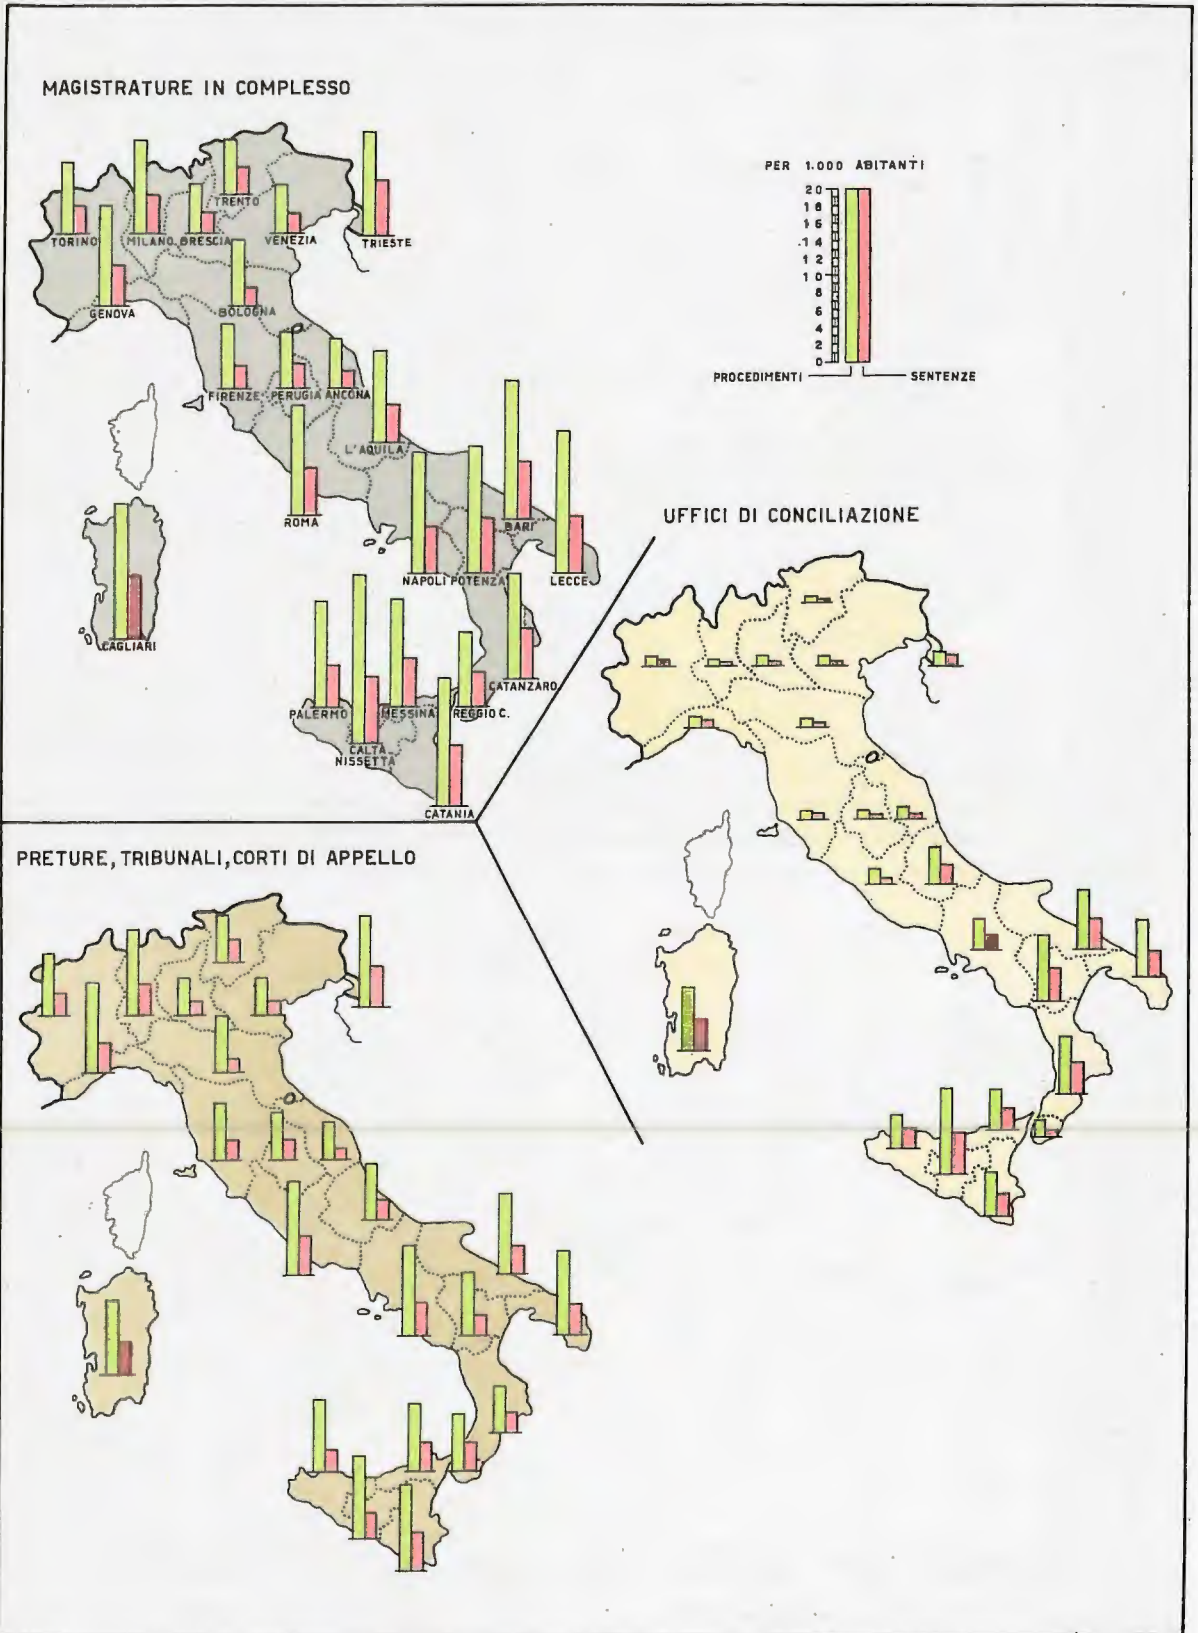 MAGISTRATURE IN COMPLESSO
PER 1.000 ABITANTI
20
18
16
14
12
10
8
6
4
2
0
PROCEDIMENTI
SENTENZE
TRENTO
TORINO
MILANO
BRESCIA
VENEZIA
TRIESTE
GENOVA
BOLOGNA
FIRENZE
PERUGIA
ANCONA
L'AQUILA
ROMA
BARI
NAPOLI
POTENZA
LECCE
CAGLIARI
CATANZARO
PALERMO
MESSINA
REGGIO C.
CALTA
NISSETTA
CATANIA
UFFICI DI CONCILIAZIONE
PRETURE, TRIBUNALI, CORTI DI APPELLO